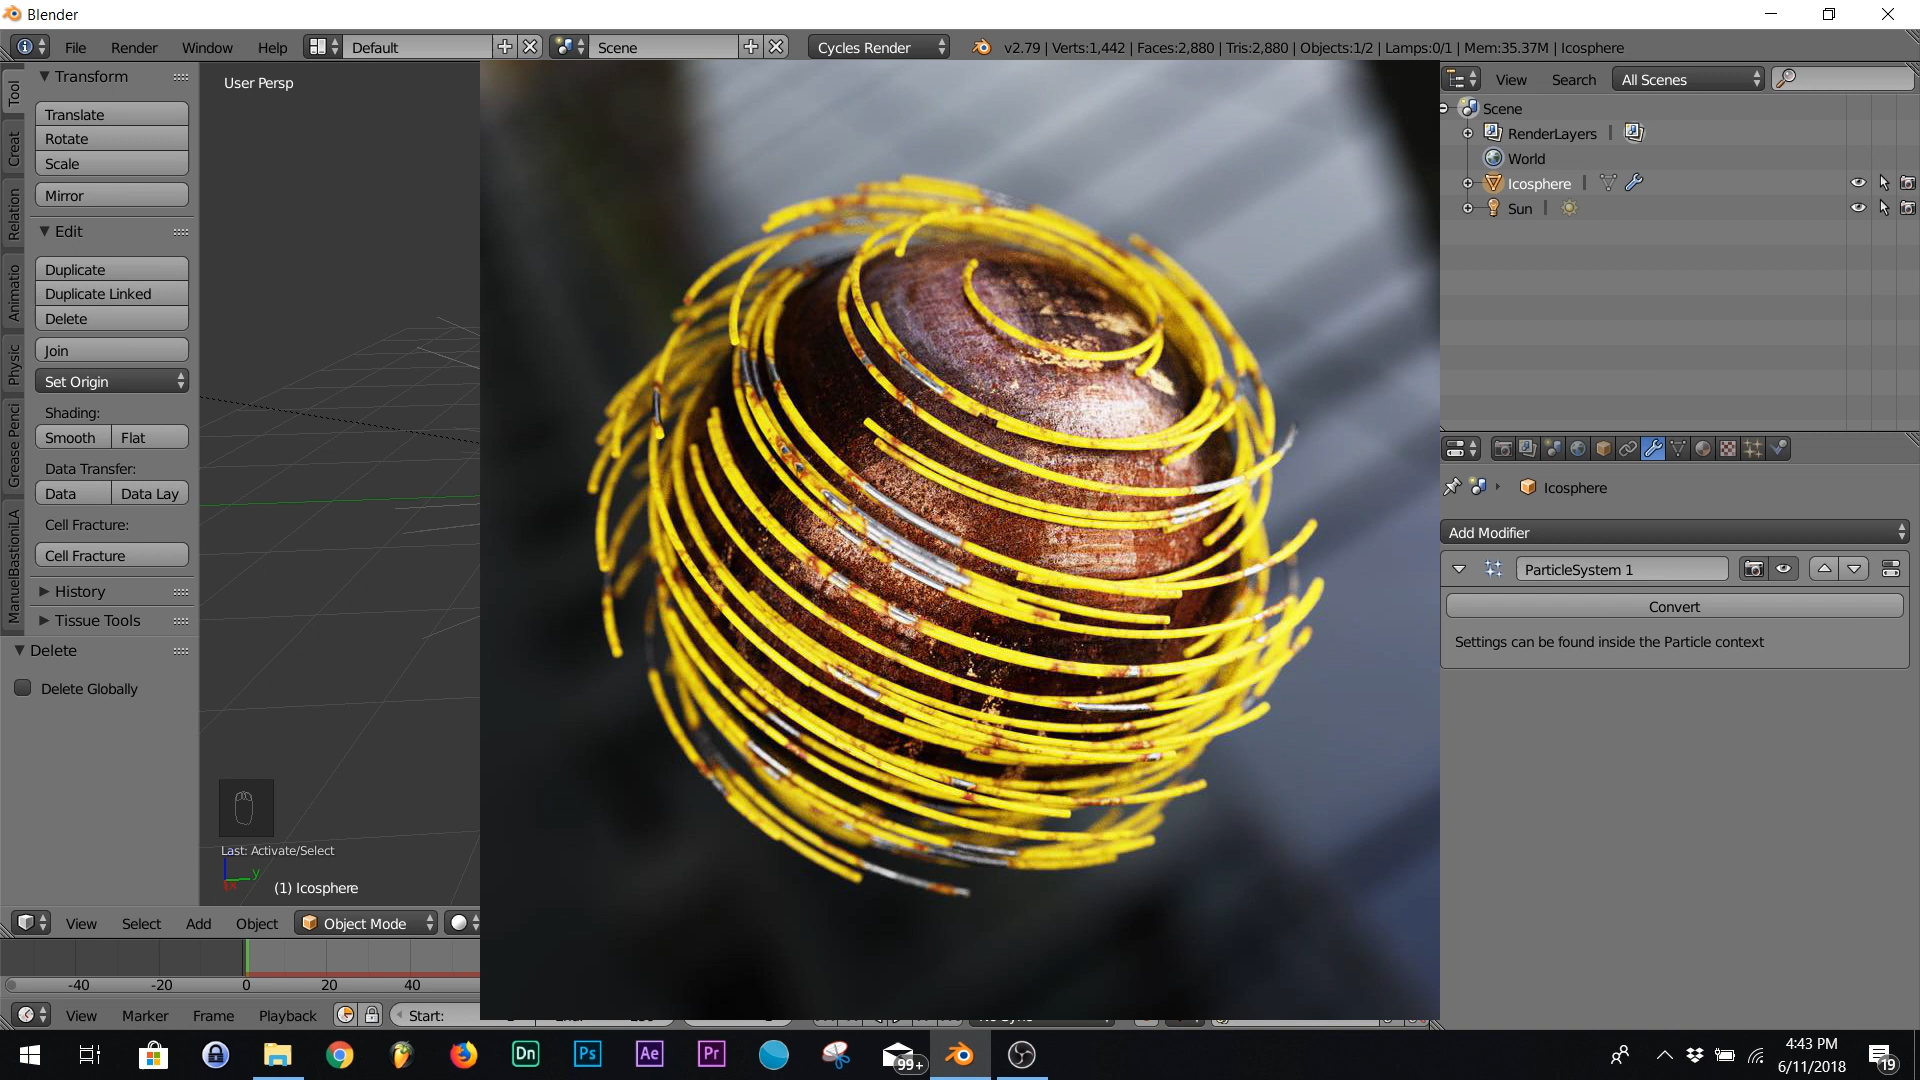 Blender
File Render Window Help Default Scene Cycles Render v2.79 | Verts:1,442 | Faces:2,880 | Tris:2,880 | Objects:1/2 | Lamps:0/1 | Mem:35.37M | Icosphere
Tool
Creat
Relation
Animatio
Physic
Grease Penci
ManuelBastioniLA
Transform
Translate
Rotate
Scale
Mirror
Edit
Duplicate
Duplicate Linked
Delete
Join
Set Origin
Shading:
Smooth Flat
Data Transfer:
Data Data Lay
Cell Fracture:
Cell Fracture
History
Tissue Tools
Delete
Delete Globally
User Persp
Last: Activate/Select
y
(1) Icosphere
View Select Add Object Object Mode
-40 -20 0 20 40
View Marker Frame Playback Start:
View Search All Scenes
Scene
RenderLayers |
World
Icosphere |
Sun |
Icosphere
Add Modifier
ParticleSystem 1
Convert
Settings can be found inside the Particle context
Dn Ps Ae Pr 99+
4:43 PM
6/11/2018
19